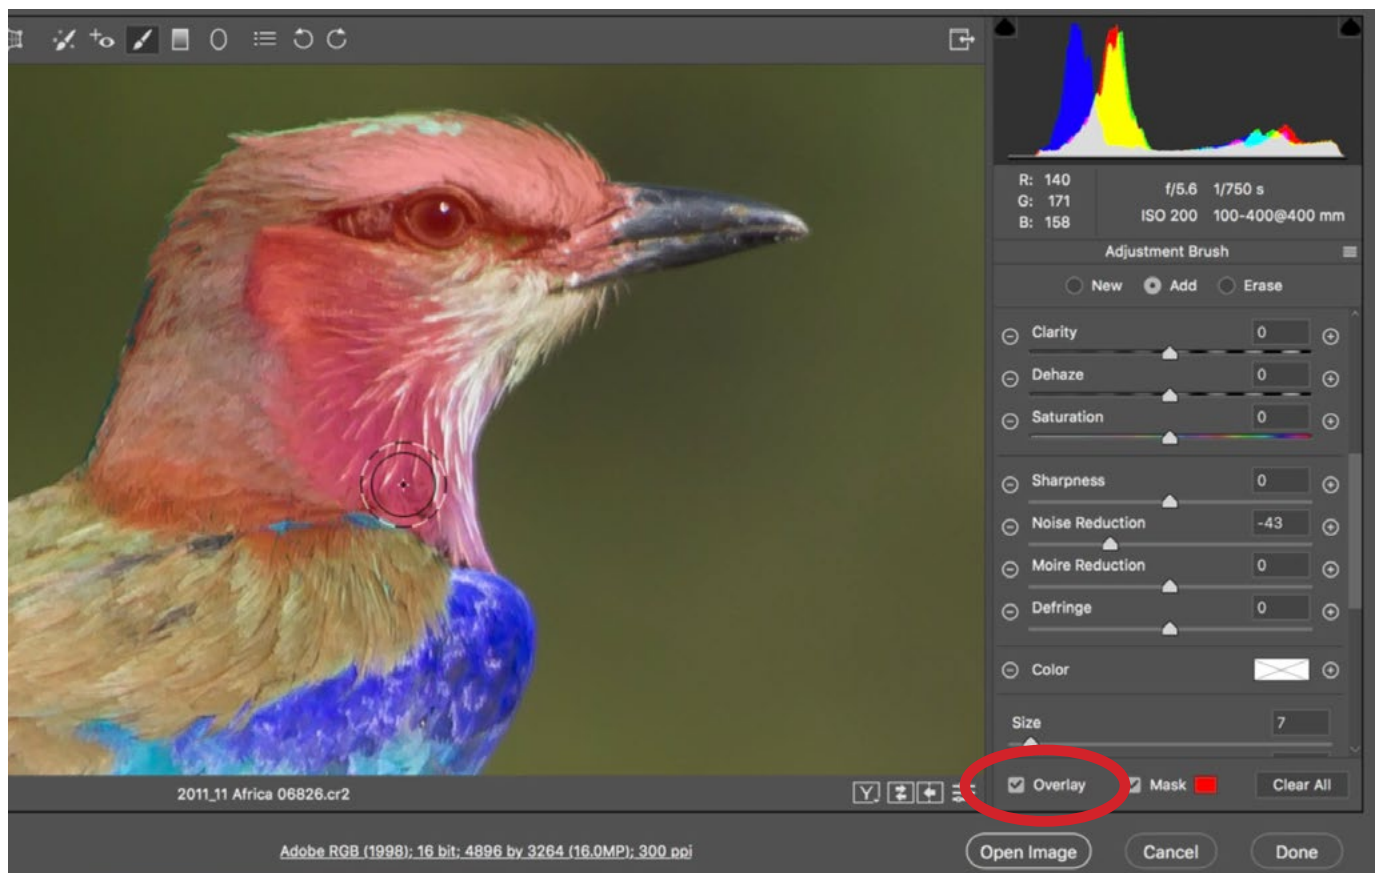 R: 140
G: 171
B: 158
f/5.6 1/750 s
ISO 200 100-400@400 mm
Adjustment Brush
New Add Erase
Clarity 0
Dehaze 0
Saturation 0
Sharpness 0
Noise Reduction -43
Moire Reduction 0
Defringe 0
Color
Size 7
Overlay Mask Clear All
2011_11 Africa 06826.cr2 Y
Adobe RGB (1998); 16 bit; 4896 by 3264 (16.0MP); 300 ppi
Open Image Cancel Done